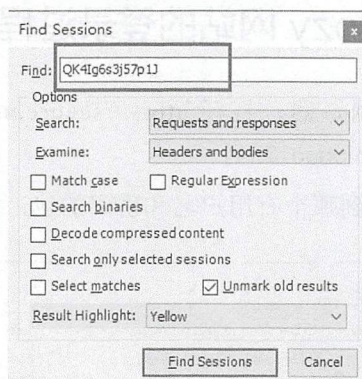 Find Sessions
x
Find: QK4Ig6s3j57p1J
Options
Search: Requests and responses
Examine: Headers and bodies
Match case Regular Expression
Search binaries
Decode compressed content
Search only selected sessions
Select matches Unmark old results
Result Highlight: Yellow
Find Sessions Cancel